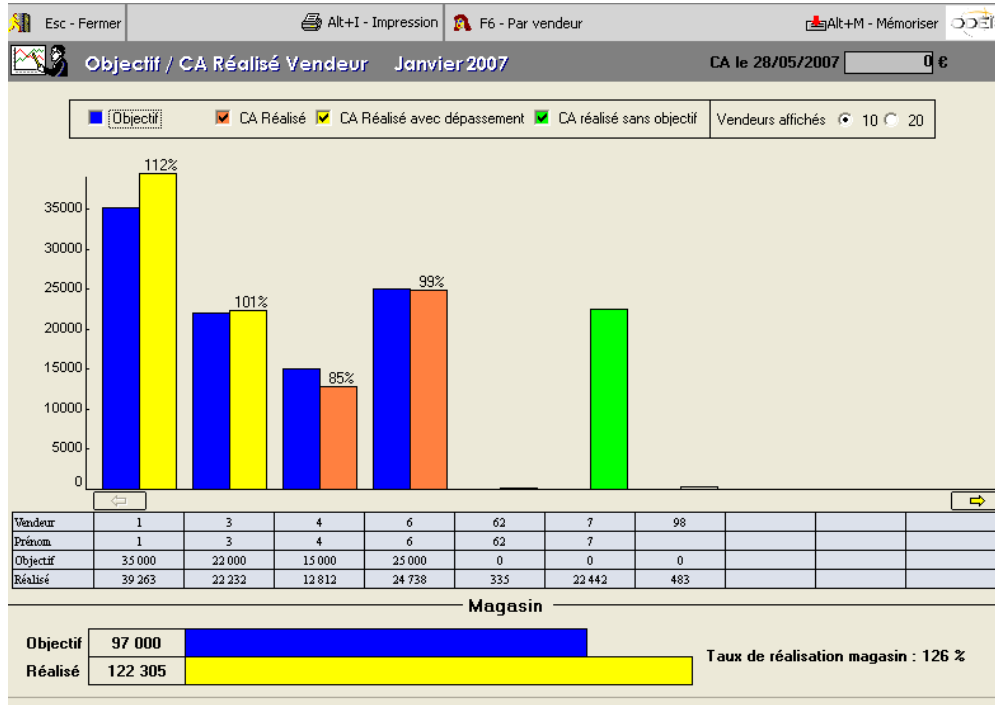 Esc - Fermer Alt+I - Impression F6 - Par vendeur Alt+M - Mémoriser
Objectif / CA Réalisé Vendeur Janvier 2007 CA le 28/05/2007 0 €
Objectif CA Réalisé CA Réalisé avec dépassement CA réalisé sans objectif Vendeurs affichés 10 20
112%
35000
30000
25000 99%
101%
20000
15000 85%
10000
5000
0
Vendeur 1 3 4 6 62 7 98
Prénom 1 3 4 6 62 7
Objectif 35 000 22 000 15 000 25 000 0 0 0
Réalisé 39 263 22 232 12 812 24 738 335 22 442 483
Magasin
Objectif 97 000
Taux de réalisation magasin : 126 %
Réalisé 122 305